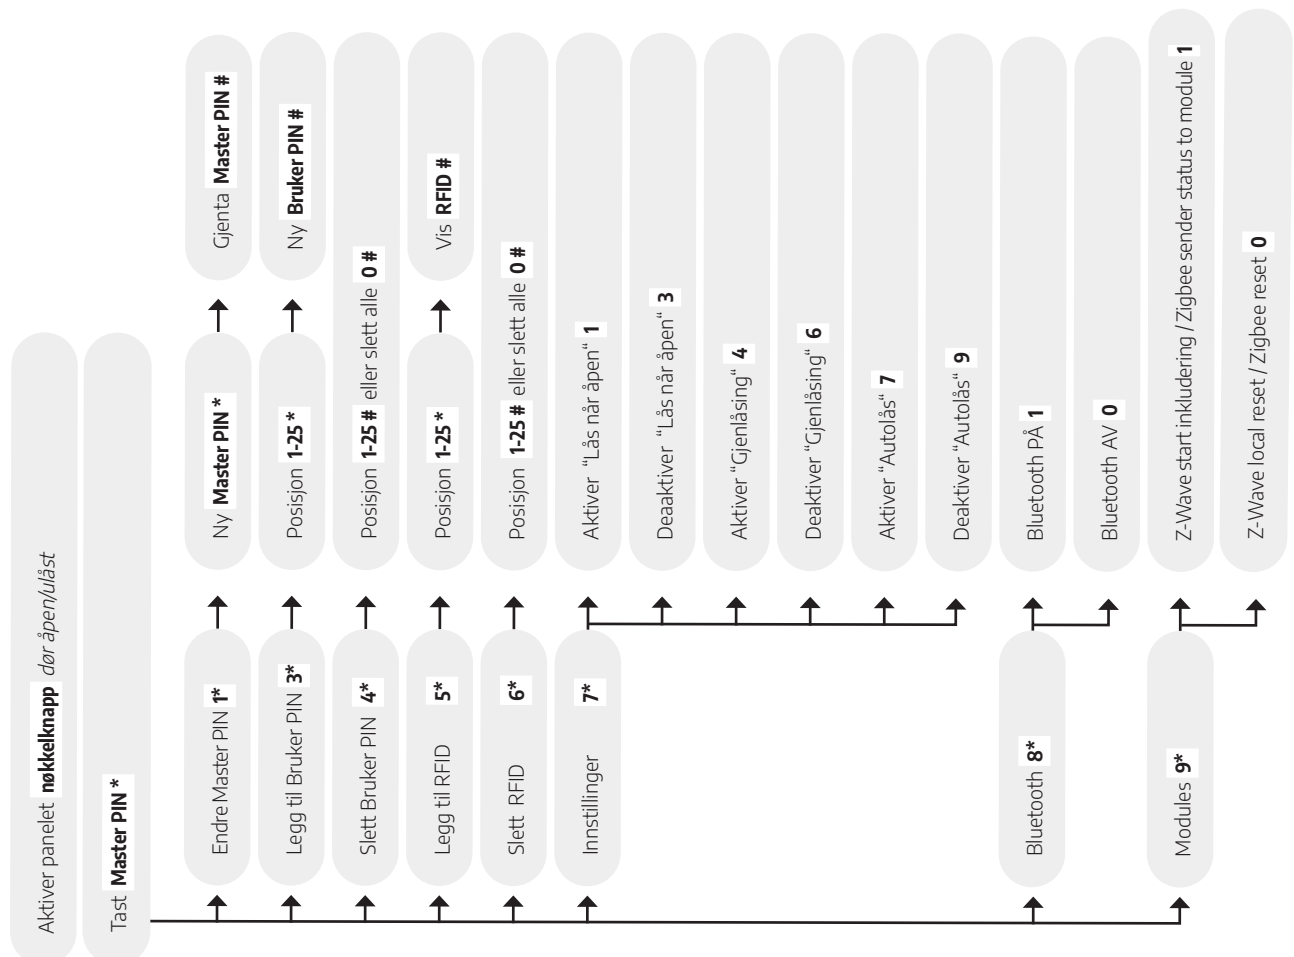 Aktiver panelet nøkkelknapp dør åpen/ulåst
Tast Master PIN *
Endre Master PIN 1*
Ny Master PIN *
Gjenta Master PIN #
Legg til Bruker PIN 3*
Posisjon 1-25 *
Ny Bruker PIN #
Slett Bruker PIN 4*
Posisjon 1-25 # eller slett alle 0 #
Legg til RFID 5*
Posisjon 1-25 *
Vis RFID #
Slett RFID 6*
Posisjon 1-25 # eller slett alle 0 #
Innstillinger 7*
Aktiver "Lås når åpen“ 1
Deaaktiver "Lås når åpen“ 3
Aktiver "Gjenlåsing“ 4
Deaktiver "Gjenlåsing“ 6
Aktiver "Autolås“ 7
Deaktiver "Autolås“ 9
Bluetooth 8*
Bluetooth PÅ 1
Bluetooth AV 0
Modules 9*
Z-Wave start inkludering / Zigbee sender status to module 1
Z-Wave local reset / Zigbee reset 0